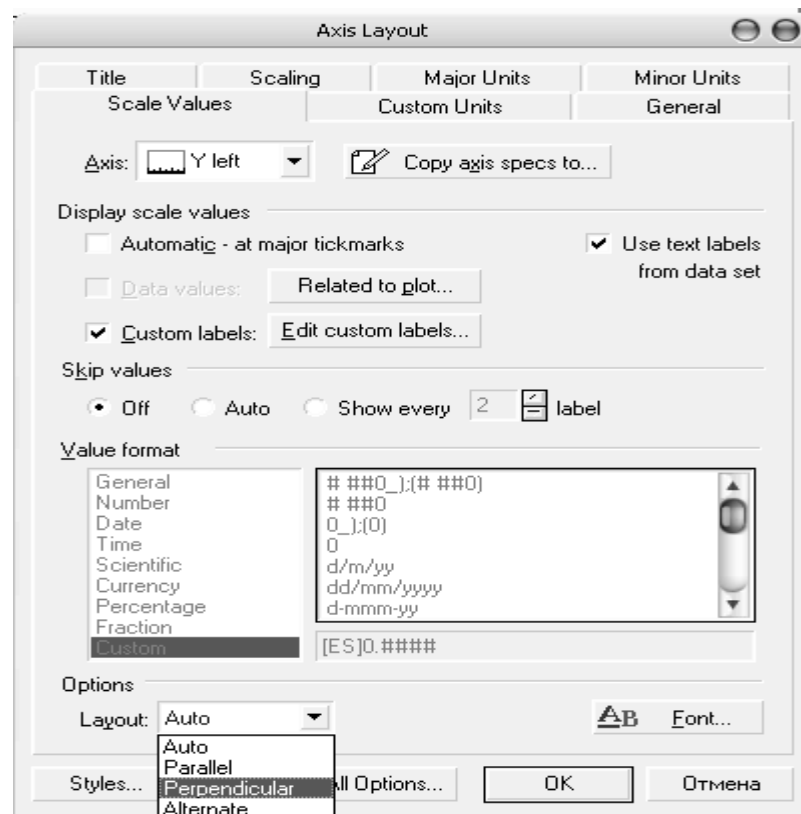 Axis Layout
Title Scaling Major Units Minor Units
Scale Values Custom Units General
Axis: Y left Copy axis specs to...
Display scale values
Automatic - at major tickmarks Use text labels
from data set
Data values: Related to plot...
Custom labels: Edit custom labels...
Skip values
Off Auto Show every 2 label
Value format
General
Number
Date
Time
Scientific
Currency
Percentage
Fraction
Custom
# ##0_);(# ##0)
# ##0
0_);(0)
0
d/m/yy
dd/mm/yyyy
d-mmm-yy
[ES]0.####
Options
Layout: Auto AB Font...
Auto
Parallel
Perpendicular
Alternate
Styles... All Options... OK Отмена